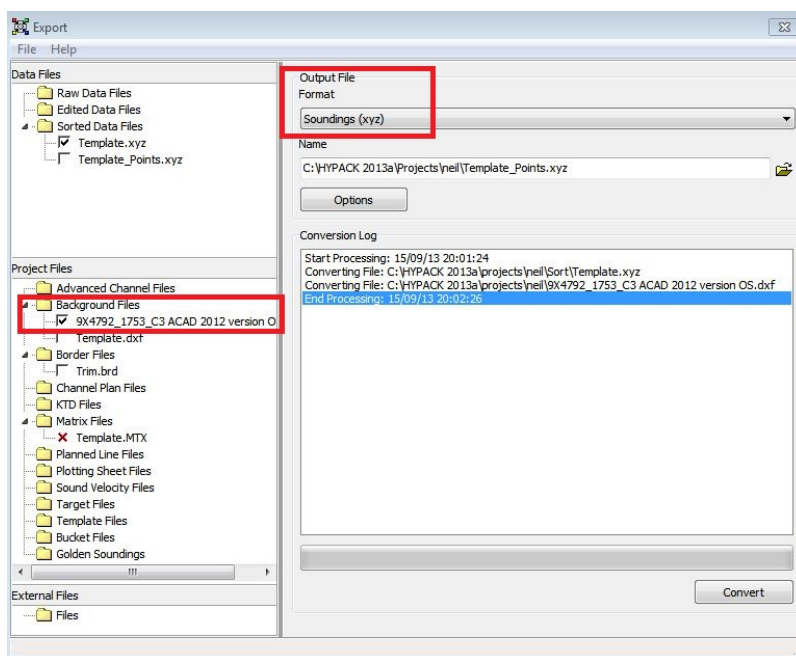 Export
File Help
Data Files
Raw Data Files
Edited Data Files
Sorted Data Files
Template.xyz
Template_Points.xyz
Project Files
Advanced Channel Files
Background Files
9X4792_1753_C3 ACAD 2012 version O
Template.dxf
Border Files
Trim.brd
Channel Plan Files
KTD Files
Matrix Files
Template.MTX
Planned Line Files
Plotting Sheet Files
Sound Velocity Files
Target Files
Template Files
Bucket Files
Golden Soundings
External Files
Files
Output File
Format
Soundings (xyz)
Name
C:\HYPACK 2013a\Projects\neil\Template_Points.xyz
Options
Conversion Log
Start Processing: 15/09/13 20:01:24
Converting File: C:\HYPACK 2013a\projects\neil\Sort\Template.xyz
Converting File: C:\HYPACK 2013a\projects\neil\9X4792_1753_C3 ACAD 2012 version OS.dxf
End Processing: 15/09/13 20:02:26
Convert